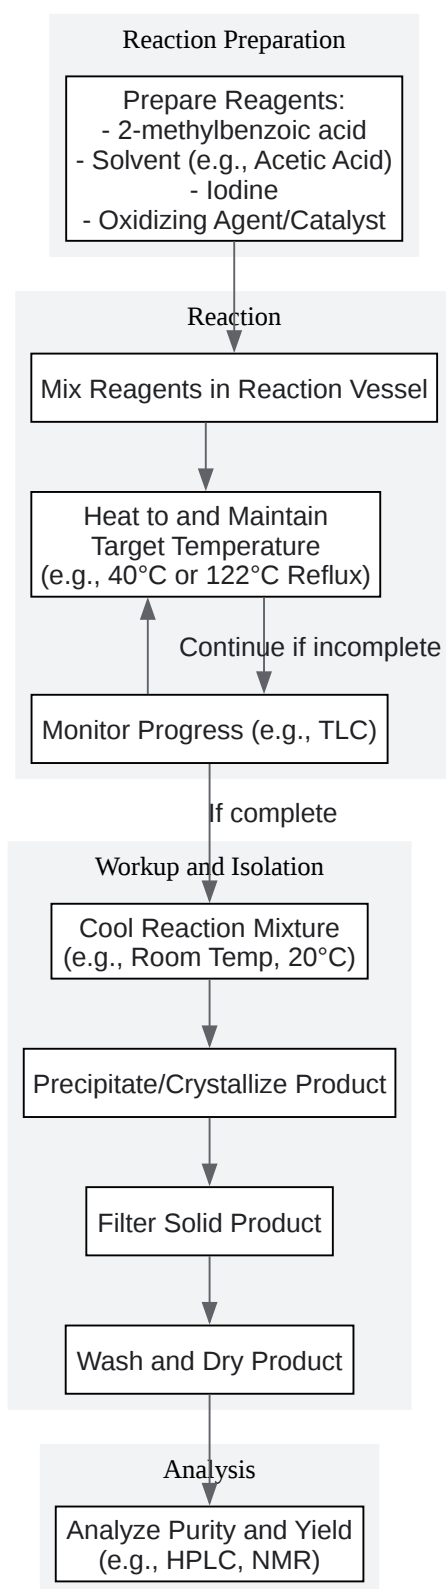 Reaction Preparation
Prepare Reagents:
- 2-methylbenzoic acid
- Solvent (e.g., Acetic Acid)
- Iodine
- Oxidizing Agent/Catalyst
Reaction
Mix Reagents in Reaction Vessel
Heat to and Maintain
Target Temperature
(e.g., 40°C or 122°C Reflux)
Continue if incomplete
Monitor Progress (e.g., TLC)
If complete
Workup and Isolation
Cool Reaction Mixture
(e.g., Room Temp, 20°C)
Precipitate/Crystallize Product
Filter Solid Product
Wash and Dry Product
Analysis
Analyze Purity and Yield
(e.g., HPLC, NMR)